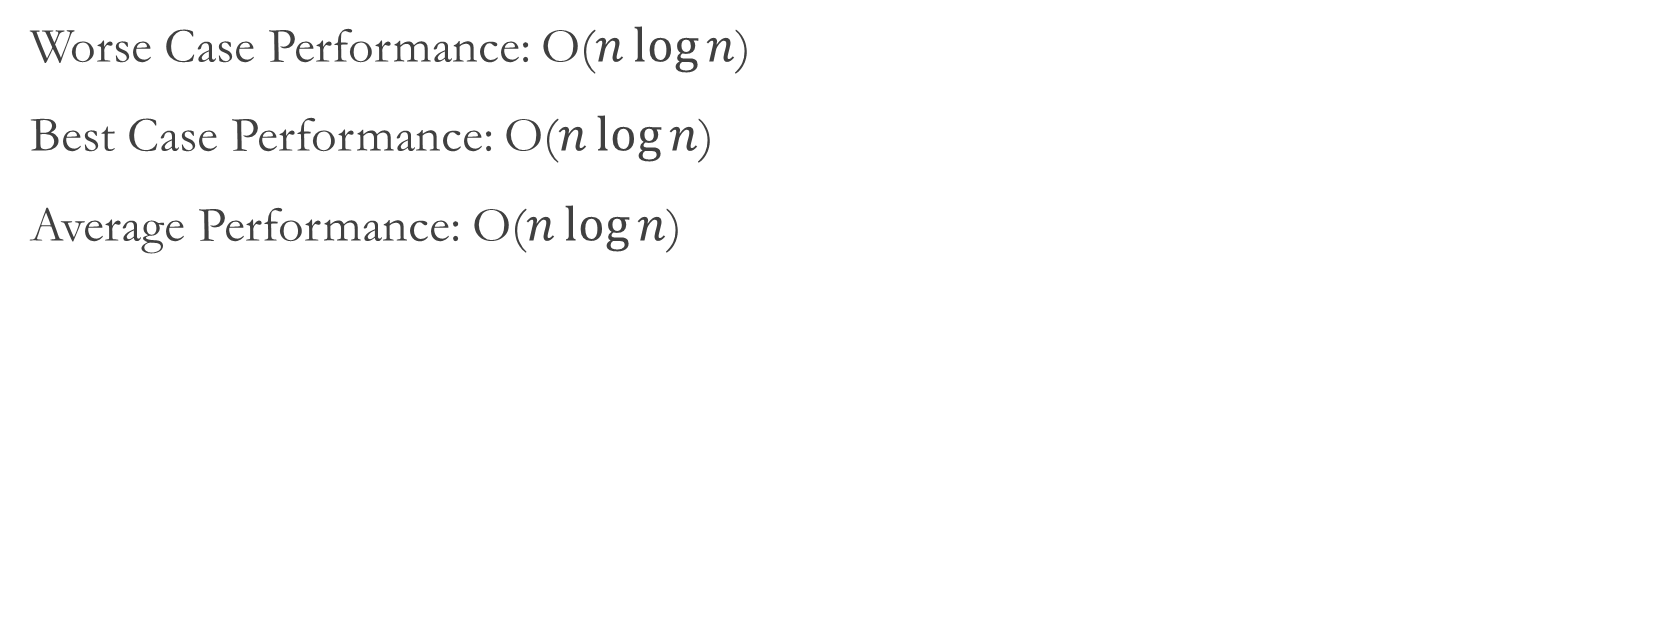 Worse Case Performance: O(n log n)
Best Case Performance: O(n log n)
Average Performance: O(n log n)